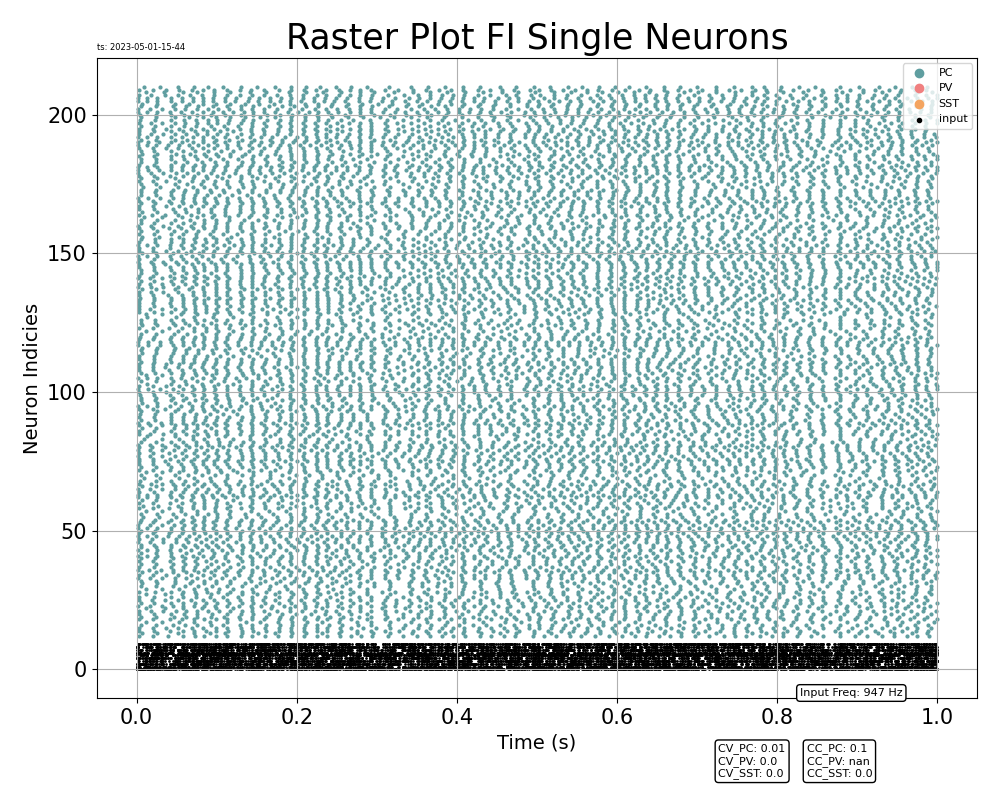 Raster Plot FI Single Neurons
ts: 2023-05-01-15-44
PC
PV
SST
input
Neuron Indicies
200
150
100
50
0
0.0 0.2 0.4 0.6 0.8 1.0
Input Freq: 947 Hz
Time (s)
CV_PC: 0.01
CV_PV: 0.0
CV_SST: 0.0
CC_PC: 0.1
CC_PV: nan
CC_SST: 0.0